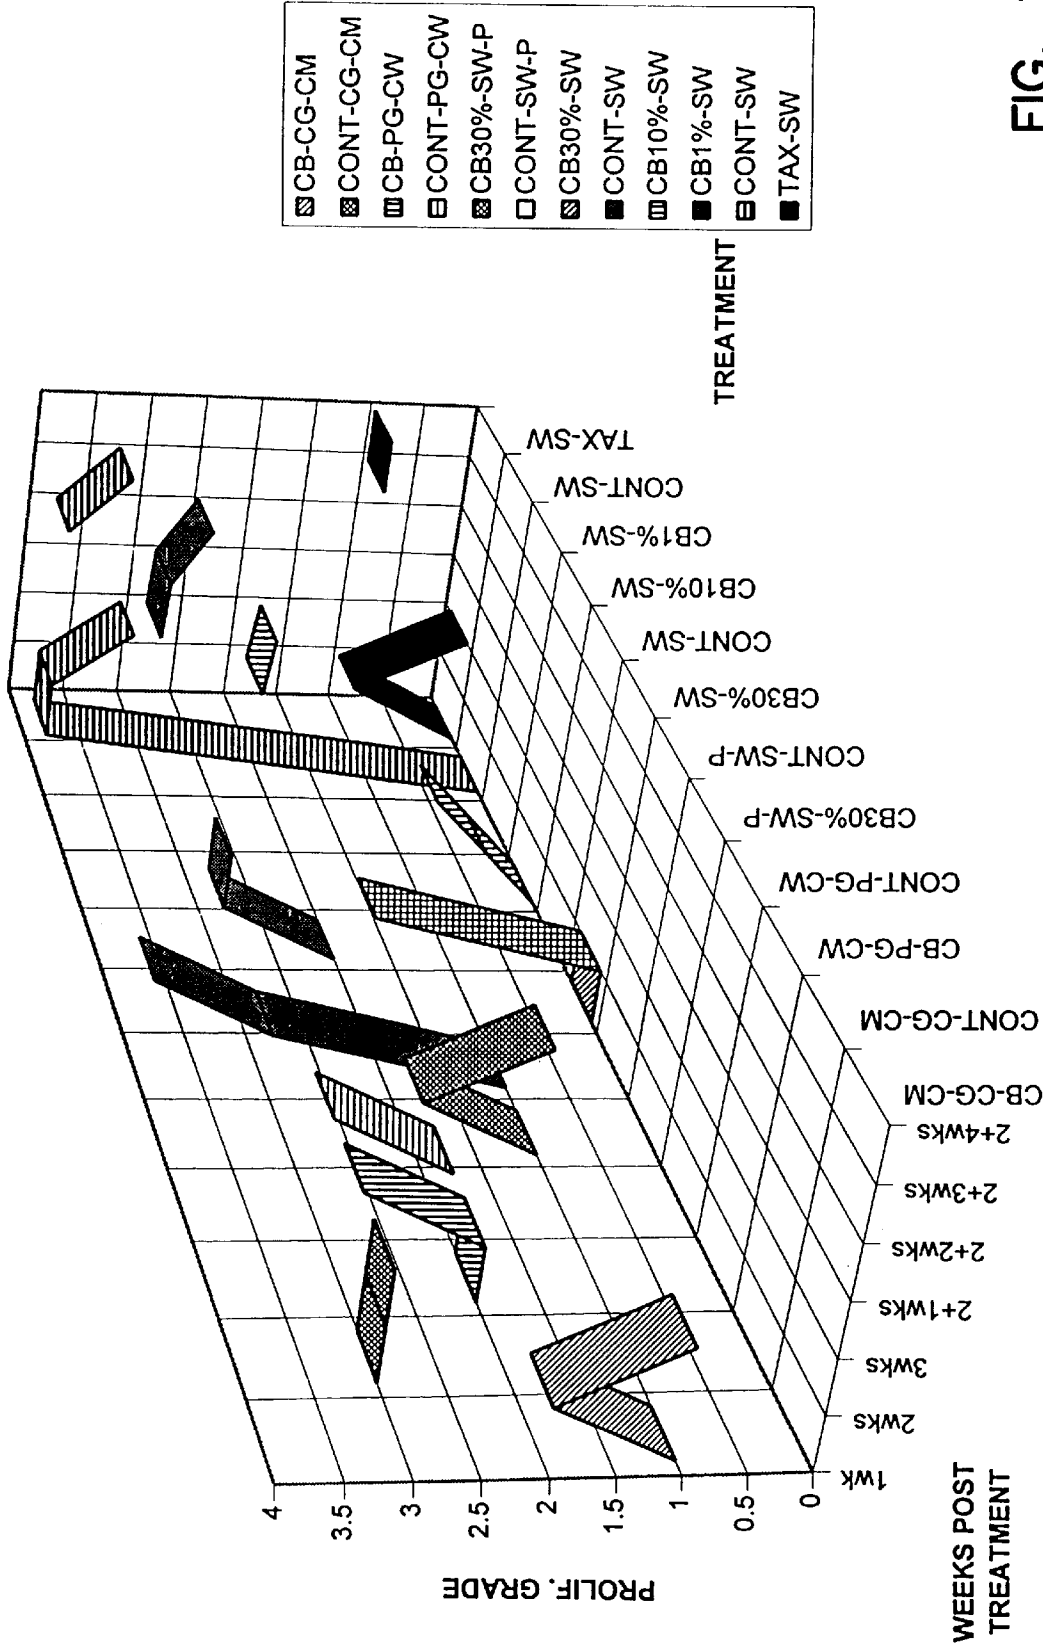 4
3.5
3
2.5
2
1.5
1
0.5
0
PROLIF. GRADE
1wk
2wks
3wks
2+1wks
2+2wks
2+3wks
2+4wks
WEEKS POST
TREATMENT
CB-CG-CM
CONT-CG-CM
CB-PG-CW
CONT-PG-CW
CB30%-SW-P
CONT-SW-P
CB30%-SW
CONT-SW
CB10%-SW
CB1%-SW
CONT-SW
TAX-SW
TREATMENT
CB-CG-CM
CONT-CG-CM
CB-PG-CW
CONT-PG-CW
CB30%-SW-P
CONT-SW-P
CB30%-SW
CONT-SW
CB10%-SW
CB1%-SW
CONT-SW
TAX-SW
FIG.